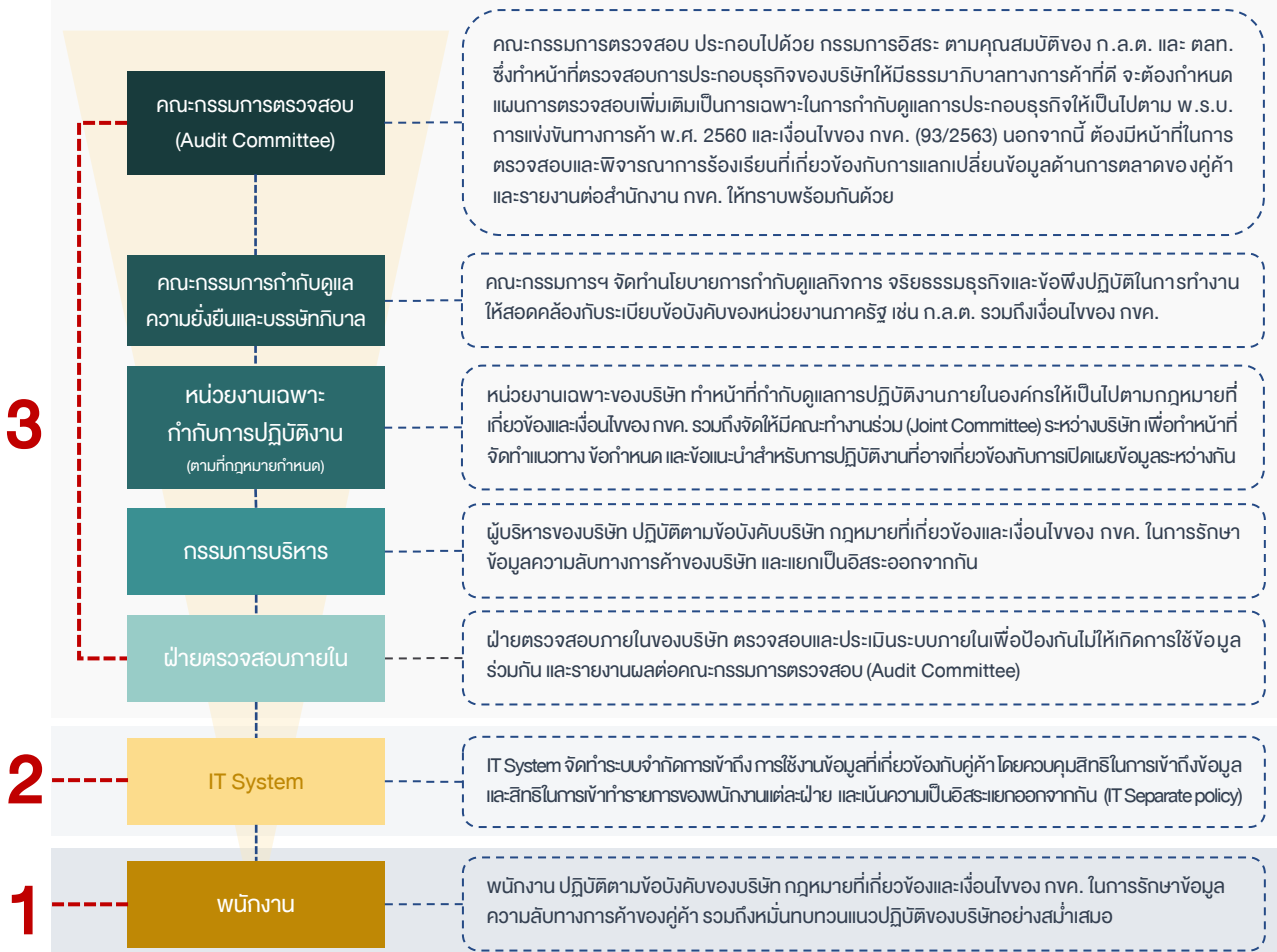 คณะกรรมการตรวจสอบ
(Audit Committee)
คณะกรรมการตรวจสอบ ประกอบไปด้วย กรรมการอิสระ ตามคุณสมบัติของ ก.ล.ต. และ ตลท.
ซึ่งทำหน้าที่ตรวจสอบการประกอบธุรกิจของบริษัทให้มีธรรมาภิบาลทางการค้าที่ดี จะต้องกำหนด
แผนการตรวจสอบเพิ่มเติมเป็นการเฉพาะในการกำกับดูแลการประกอบธุรกิจให้เป็นไปตาม พ.ร.บ.
การแข่งขันทางการค้า พ.ศ. 2560 และเงื่อนไขของ กขค. (93/2563) นอกจากนี้ ต้องมีหน้าที่ในการ
ตรวจสอบและพิจารณาการร้องเรียนที่เกี่ยวข้องกับการแลกเปลี่ยนข้อมูลด้านการตลาดของคู่ค้า
และรายงานต่อสำนักงาน กขค. ให้ทราบพร้อมกันด้วย
3
คณะกรรมการกำกับดูแล
ความยั่งยืนและบรรษัทภิบาล
คณะกรรมการฯ จัดทำนโยบายการกำกับดูแลกิจการ จริยธรรมธุรกิจและข้อพึงปฏิบัติในการทำงาน
ให้สอดคล้องกับระเบียบข้อบังคับของหน่วยงานภาครัฐ เช่น ก.ล.ต. รวมถึงเงื่อนไขของ กขค.
หน่วยงานเฉพาะ
กำกับการปฏิบัติงาน
(ตามที่กฎหมายกำหนด)
หน่วยงานเฉพาะของบริษัท ทำหน้าที่กำกับดูแลการปฏิบัติงานภายในองค์กรให้เป็นไปตามกฎหมายที่
เกี่ยวข้องและเงื่อนไขของ กขค. รวมถึงจัดให้มีคณะทำงานร่วม (Joint Committee) ระหว่างบริษัท เพื่อทำหน้าที่
จัดทำแนวทาง ข้อกำหนด และข้อแนะนำสำหรับการปฏิบัติงานที่อาจเกี่ยวข้องกับการเปิดเผยข้อมูลระหว่างกัน
กรรมการบริหาร
ผู้บริหารของบริษัท ปฏิบัติตามข้อบังคับบริษัท กฎหมายที่เกี่ยวข้องและเงื่อนไขของ กขค. ในการรักษา
ข้อมูลความลับทางการค้าของบริษัท และแยกเป็นอิสระออกจากกัน
ฝ่ายตรวจสอบภายใน
ฝ่ายตรวจสอบภายในของบริษัท ตรวจสอบและประเมินระบบภายในเพื่อป้องกันไม่ให้เกิดการใช้ข้อมูล
ร่วมกัน และรายงานผลต่อคณะกรรมการตรวจสอบ (Audit Committee)
2
IT System
IT System จัดทำระบบจำกัดการเข้าถึง การใช้งานข้อมูลที่เกี่ยวข้องกับคู่ค้า โดยควบคุมสิทธิในการเข้าถึงข้อมูล
และสิทธิในการเข้าทำรายการของพนักงานแต่ละฝ่าย และเน้นความเป็นอิสระแยกออกจากกัน (IT Separate policy)
1
พนักงาน
พนักงาน ปฏิบัติตามข้อบังคับของบริษัท กฎหมายที่เกี่ยวข้องและเงื่อนไขของ กขค. ในการรักษาข้อมูล
ความลับทางการค้าของคู่ค้า รวมถึงหมั่นทบทวนแนวปฏิบัติของบริษัทอย่างสม่ำเสมอ